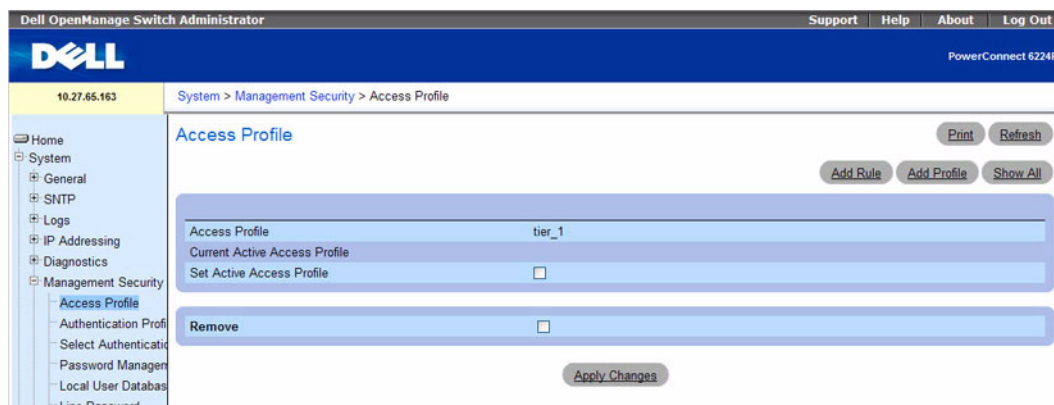 Dell OpenManage Switch Administrator
Support Help About Log Out
DELL
PowerConnect 6224
10.27.65.163
System > Management Security > Access Profile
Home
System
General
SNTP
Logs
IP Addressing
Diagnostics
Management Security
Access Profile
Authentication Profi
Select Authenticatio
Password Managem
Local User Databas
Access Profile
Print Refresh
Add Rule Add Profile Show All
Access Profile tier_1
Current Active Access Profile
Set Active Access Profile
Remove
Apply Changes